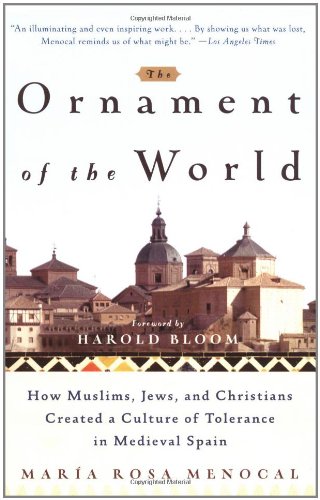 "An illuminating and even inspiring work. . . . By showing us what was lost,
Menocal reminds us of what might be." —Los Angeles Times
The
Ornament
of the World
Foreword by
HAROLD BLOOM
How Muslims, Jews, and Christians
Created a Culture of Tolerance
in Medieval Spain
MARÍA ROSA MENOCAL